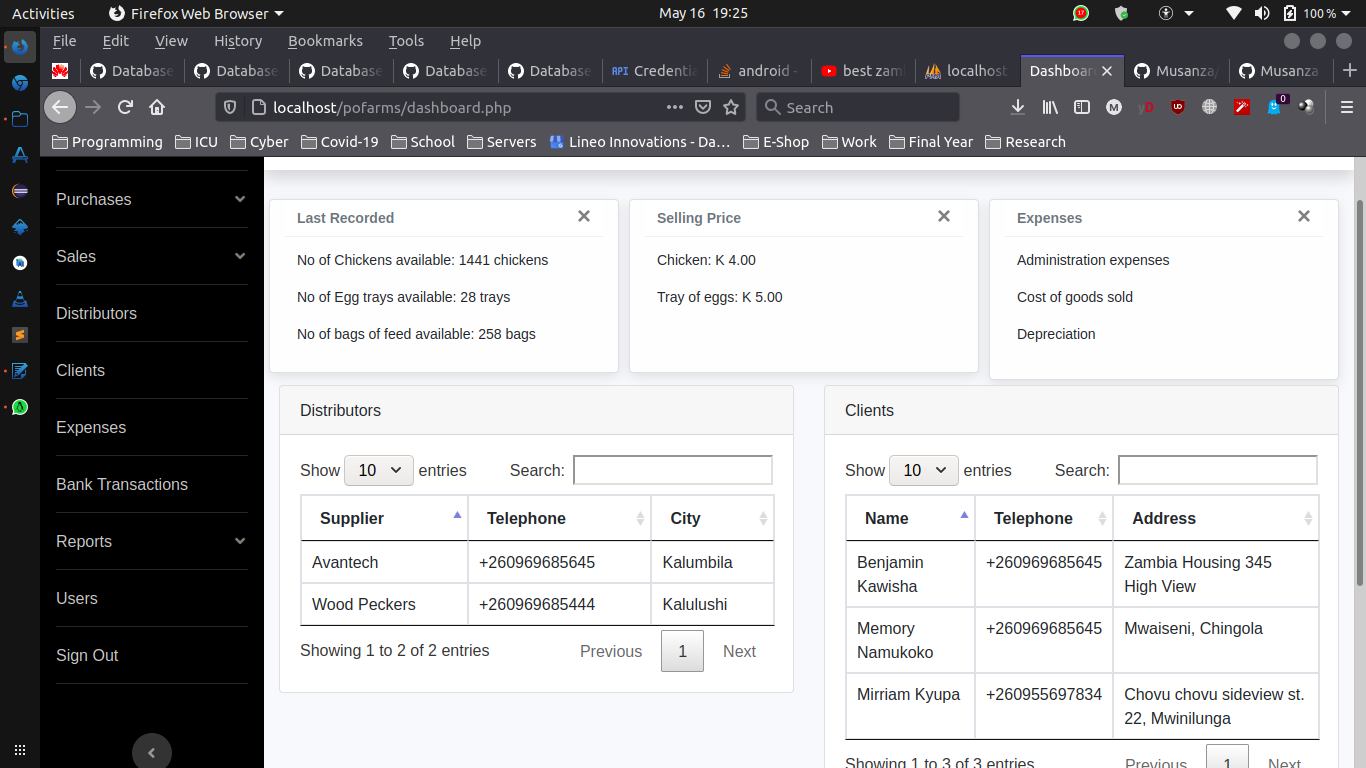 Activities Firefox Web Browser May 16 19:25 100 %
File Edit View History Bookmarks Tools Help
Database Database Database Database Database API Credentia android - best zam localhost Dashboar Musanza Musanza
localhost/pofarms/dashboard.php Search
Programming ICU Cyber Covid-19 School Servers Lineo Innovations - Da… E-Shop Work Final Year Research
Purchases
Sales
Distributors
Clients
Expenses
Bank Transactions
Reports
Users
Sign Out
Last Recorded
No of Chickens available: 1441 chickens
No of Egg trays available: 28 trays
No of bags of feed available: 258 bags
Selling Price
Chicken: K 4.00
Tray of eggs: K 5.00
Expenses
Administration expenses
Cost of goods sold
Depreciation
Distributors
Show 10 entries Search:
Supplier Telephone City
Avantech +260969685645 Kalumbila
Wood Peckers +260969685444 Kalulushi
Showing 1 to 2 of 2 entries Previous 1 Next
Clients
Show 10 entries Search:
Name Telephone Address
Benjamin Kawisha +260969685645 Zambia Housing 345 High View
Memory Namukoko +260969685645 Mwaiseni, Chingola
Mirriam Kyupa +260955697834 Chovu chovu sideview st. 22, Mwinilunga
Showing 1 to 3 of 3 entries Previous 1 Next